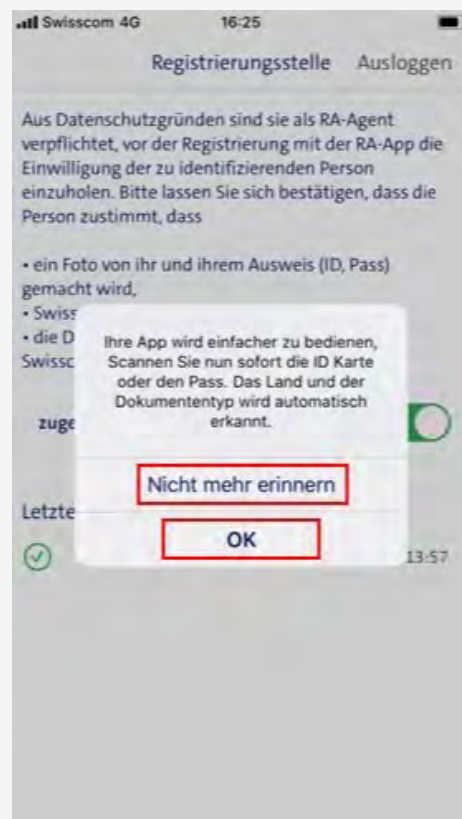 Swisscom 4G 16:25
Registrierungsstelle Ausloggen
Aus Datenschutzgründen sind sie als RA-Agent
verpflichtet, vor der Registrierung mit der RA-App die
Einwilligung der zu identifizierenden Person
einzuholen. Bitte lassen Sie sich bestätigen, dass die
Person zustimmt, dass
• ein Foto von ihr und ihrem Ausweis (ID, Pass)
gemacht wird,
• Swiss
• die D
Swissc
Ihre App wird einfacher zu bedienen,
Scannen Sie nun sofort die ID Karte
oder den Pass. Das Land und der
Dokumententyp wird automatisch
erkannt.
zuge
Nicht mehr erinnern
Letzte
OK
13:57